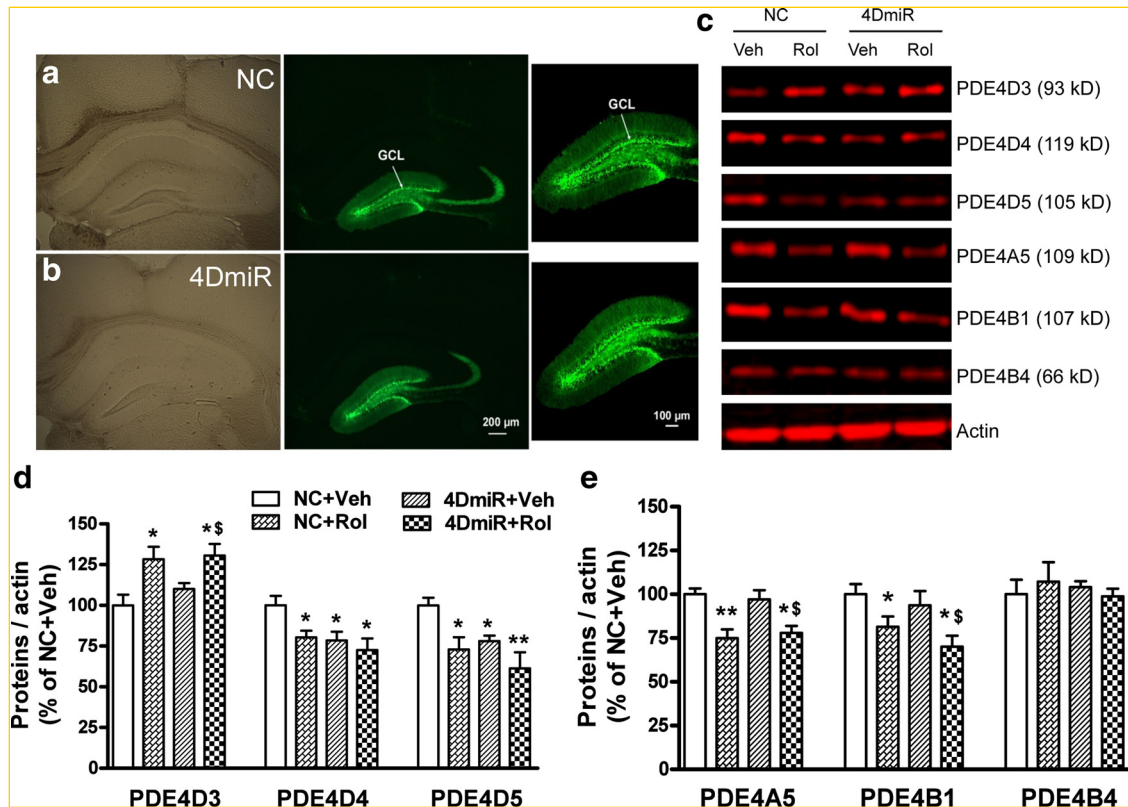 a
NC
GCL
GCL
b
4DmiR
200 µm
100 µm
c
NC 4DmiR
Veh Rol Veh Rol
PDE4D3 (93 kD)
PDE4D4 (119 kD)
PDE4D5 (105 kD)
PDE4A5 (109 kD)
PDE4B1 (107 kD)
PDE4B4 (66 kD)
Actin
d
NC+Veh 4DmiR+Veh
NC+Rol 4DmiR+Rol
Proteins / actin
(% of NC+Veh)
150
125
100
75
50
25
0
* *$
* * *
* * **
PDE4D3 PDE4D4 PDE4D5
e
Proteins / actin
(% of NC+Veh)
150
125
100
75
50
25
0
** *$
* *$
PDE4A5 PDE4B1 PDE4B4